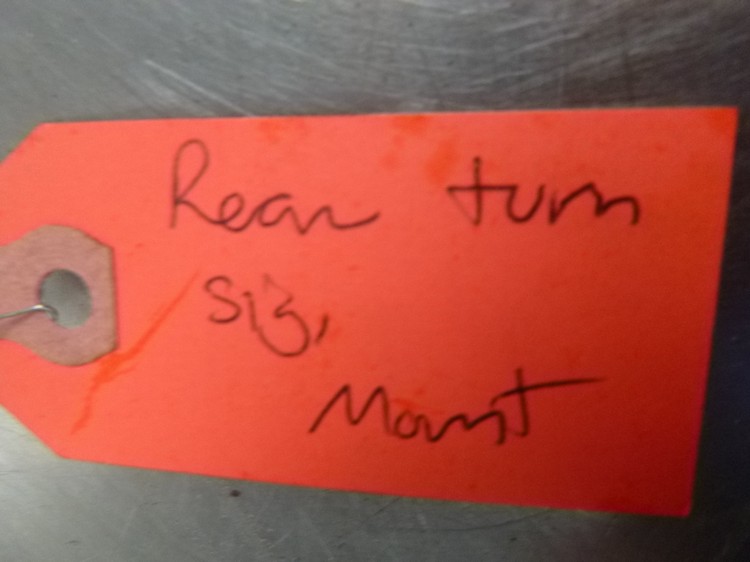 Rear turn
sig.
Mount